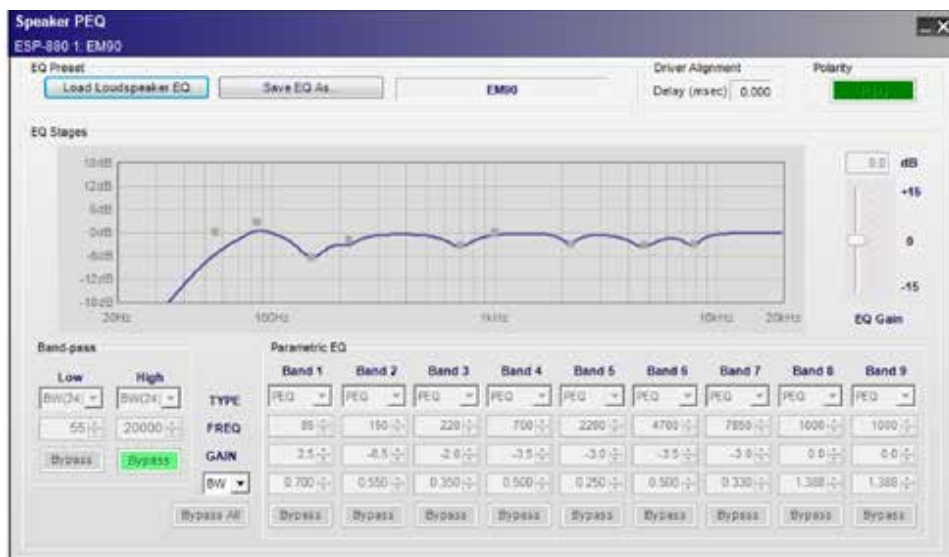 Speaker PEQ
ESP-880 1: EM90
EQ Preset
Driver Alignment
Polarity
Load Loudspeaker EQ
Save EQ As...
EM90
Delay (msec) 0.000
EQ Stages
12dB
0dB
-6dB
-12dB
-18dB
20Hz
100Hz
1kHz
10kHz
20kHz
0.0 dB
+15
0
-15
EQ Gain
Band-pass
Parametric EQ
Low High
Band 1 Band 2 Band 3 Band 4 Band 5 Band 6 Band 7 Band 8 Band 9
BW(24) BW(24) TYPE PEQ PEQ PEQ PEQ PEQ PEQ PEQ PEQ PEQ
55 20000 FREQ 85 150 220 700 2200 4700 7850 1000 1000
Bypass Bypass GAIN 2.5 -6.5 -2.0 -3.5 -3.0 -3.5 -3.0 0.0 0.0
BW 0.700 0.550 0.350 0.500 0.250 0.500 0.330 1.388 1.388
Bypass All Bypass Bypass Bypass Bypass Bypass Bypass Bypass Bypass Bypass